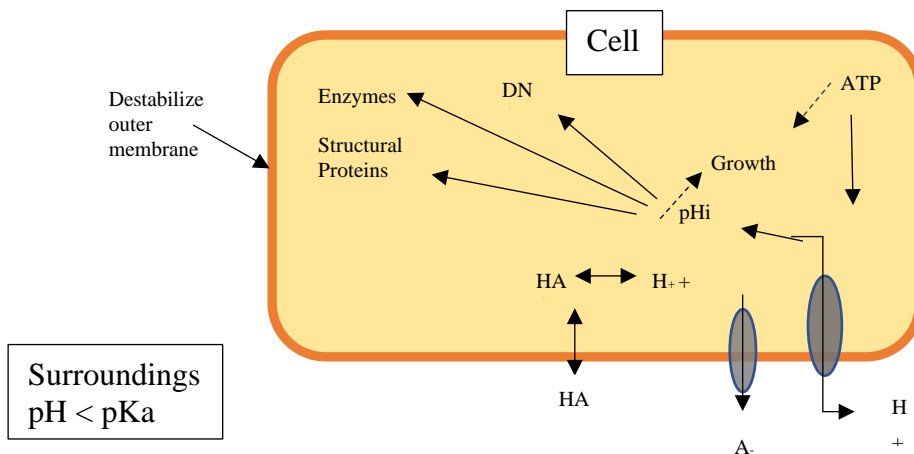 Cell
Destabilize
outer
membrane
Enzymes
DN
ATP
Structural
Proteins
Growth
pHi
HA
H+ +
Surroundings
pH < pKa
HA
A-
H
+